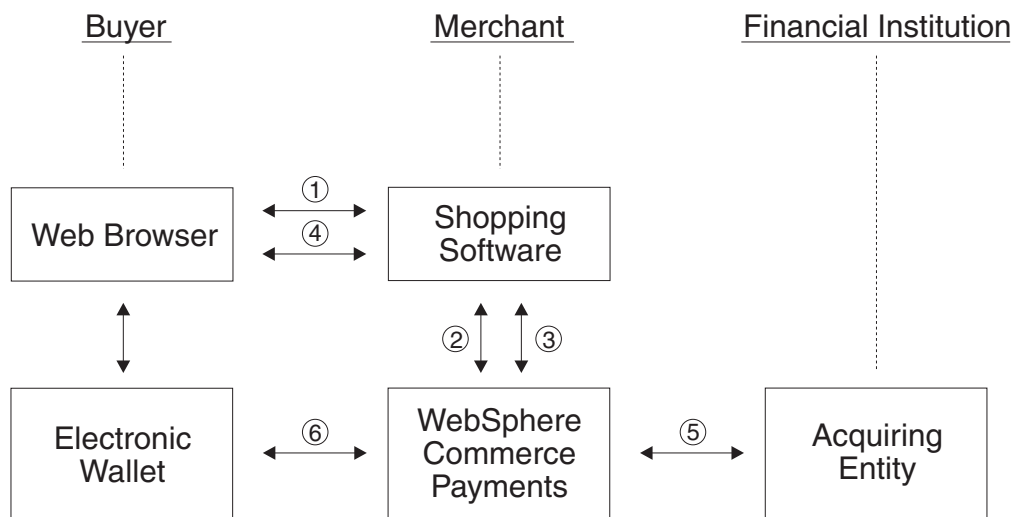 Buyer
Merchant
Financial Institution
Web Browser
①
④
Shopping
Software
②
③
Electronic
Wallet
⑥
WebSphere
Commerce
Payments
⑤
Acquiring
Entity